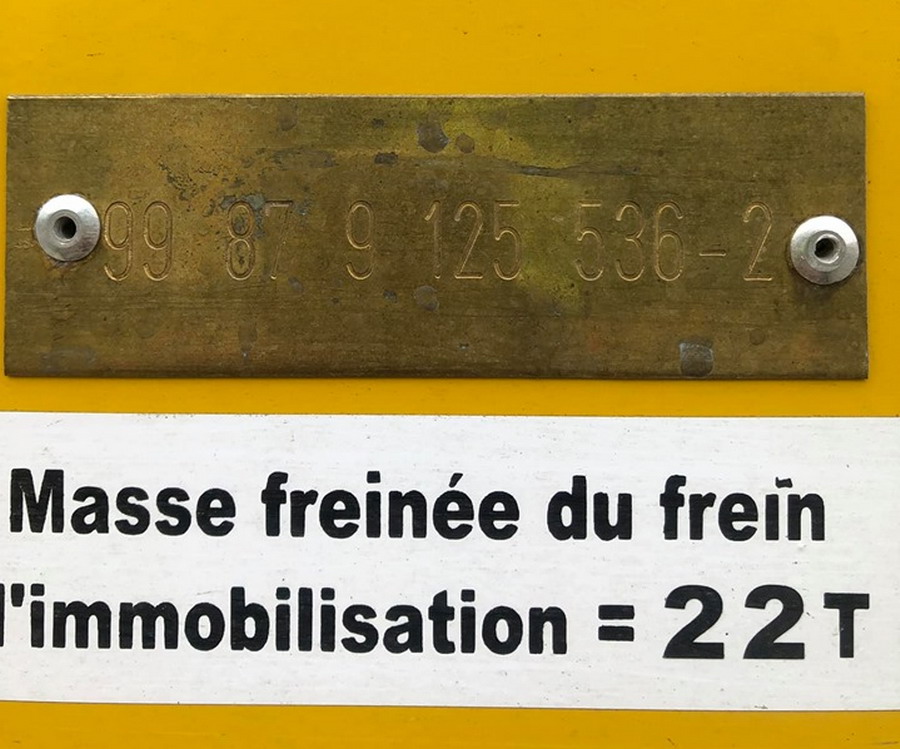 99 87 9 125 536-2
Masse freinée du frein
l'immobilisation = 22T